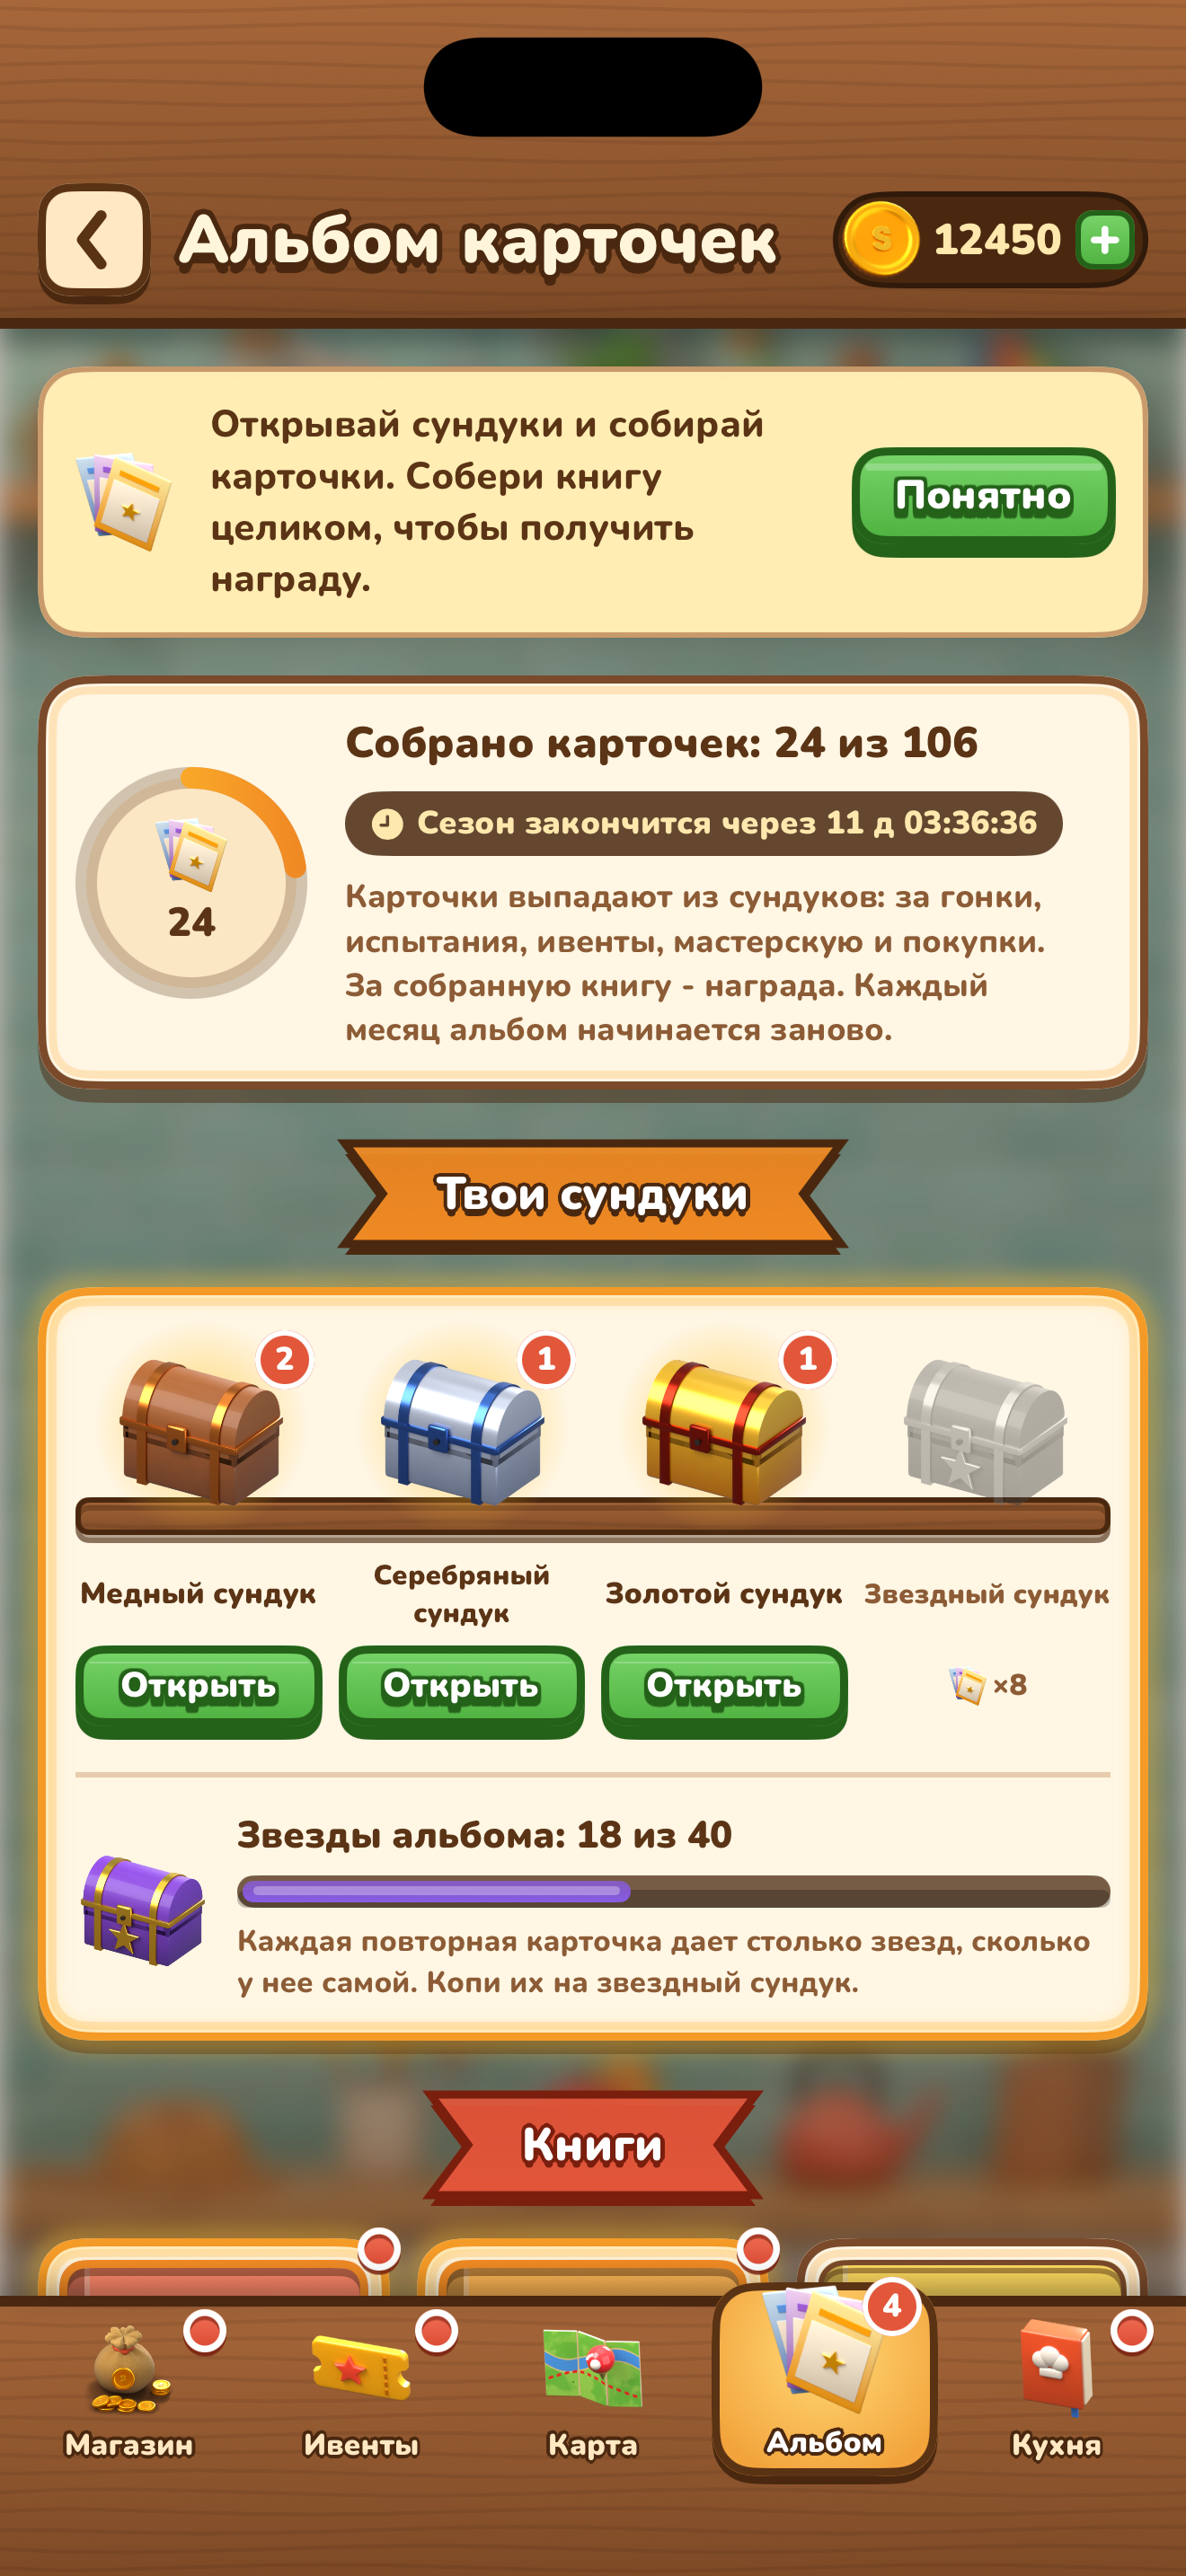 Альбом карточек
12450
Открывай сундуки и собирай
карточки. Собери книгу
целиком, чтобы получить
награду.
Понятно
Собрано карточек: 24 из 106
Сезон закончится через 11 д 03:36:36
24
Карточки выпадают из сундуков: за гонки,
испытания, ивенты, мастерскую и покупки.
За собранную книгу - награда. Каждый
месяц альбом начинается заново.
Твои сундуки
2
1
1
Медный сундук
Серебряный
сундук
Золотой сундук
Звездный сундук
Открыть
Открыть
Открыть
×8
Звезды альбома: 18 из 40
Каждая повторная карточка дает столько звезд, сколько
у нее самой. Копи их на звездный сундук.
Книги
4
Магазин
Ивенты
Карта
Альбом
Кухня